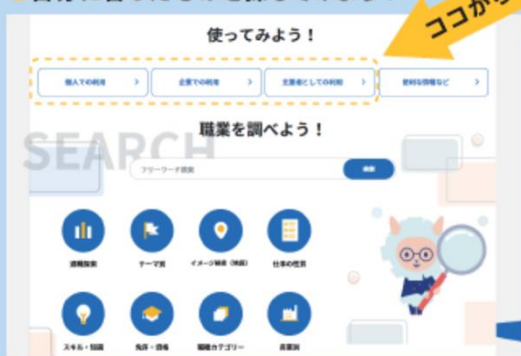 ココから
使ってみよう！
個人での利用
企業での利用
支援者としての利用
便利な情報など
職業を調べよう！
SEARCH
フリーワード検索
検索
適職探索
テーマ別
イメージ検索（地図）
仕事の性質
スキル・知識
免許・資格
職種カテゴリー
産業別